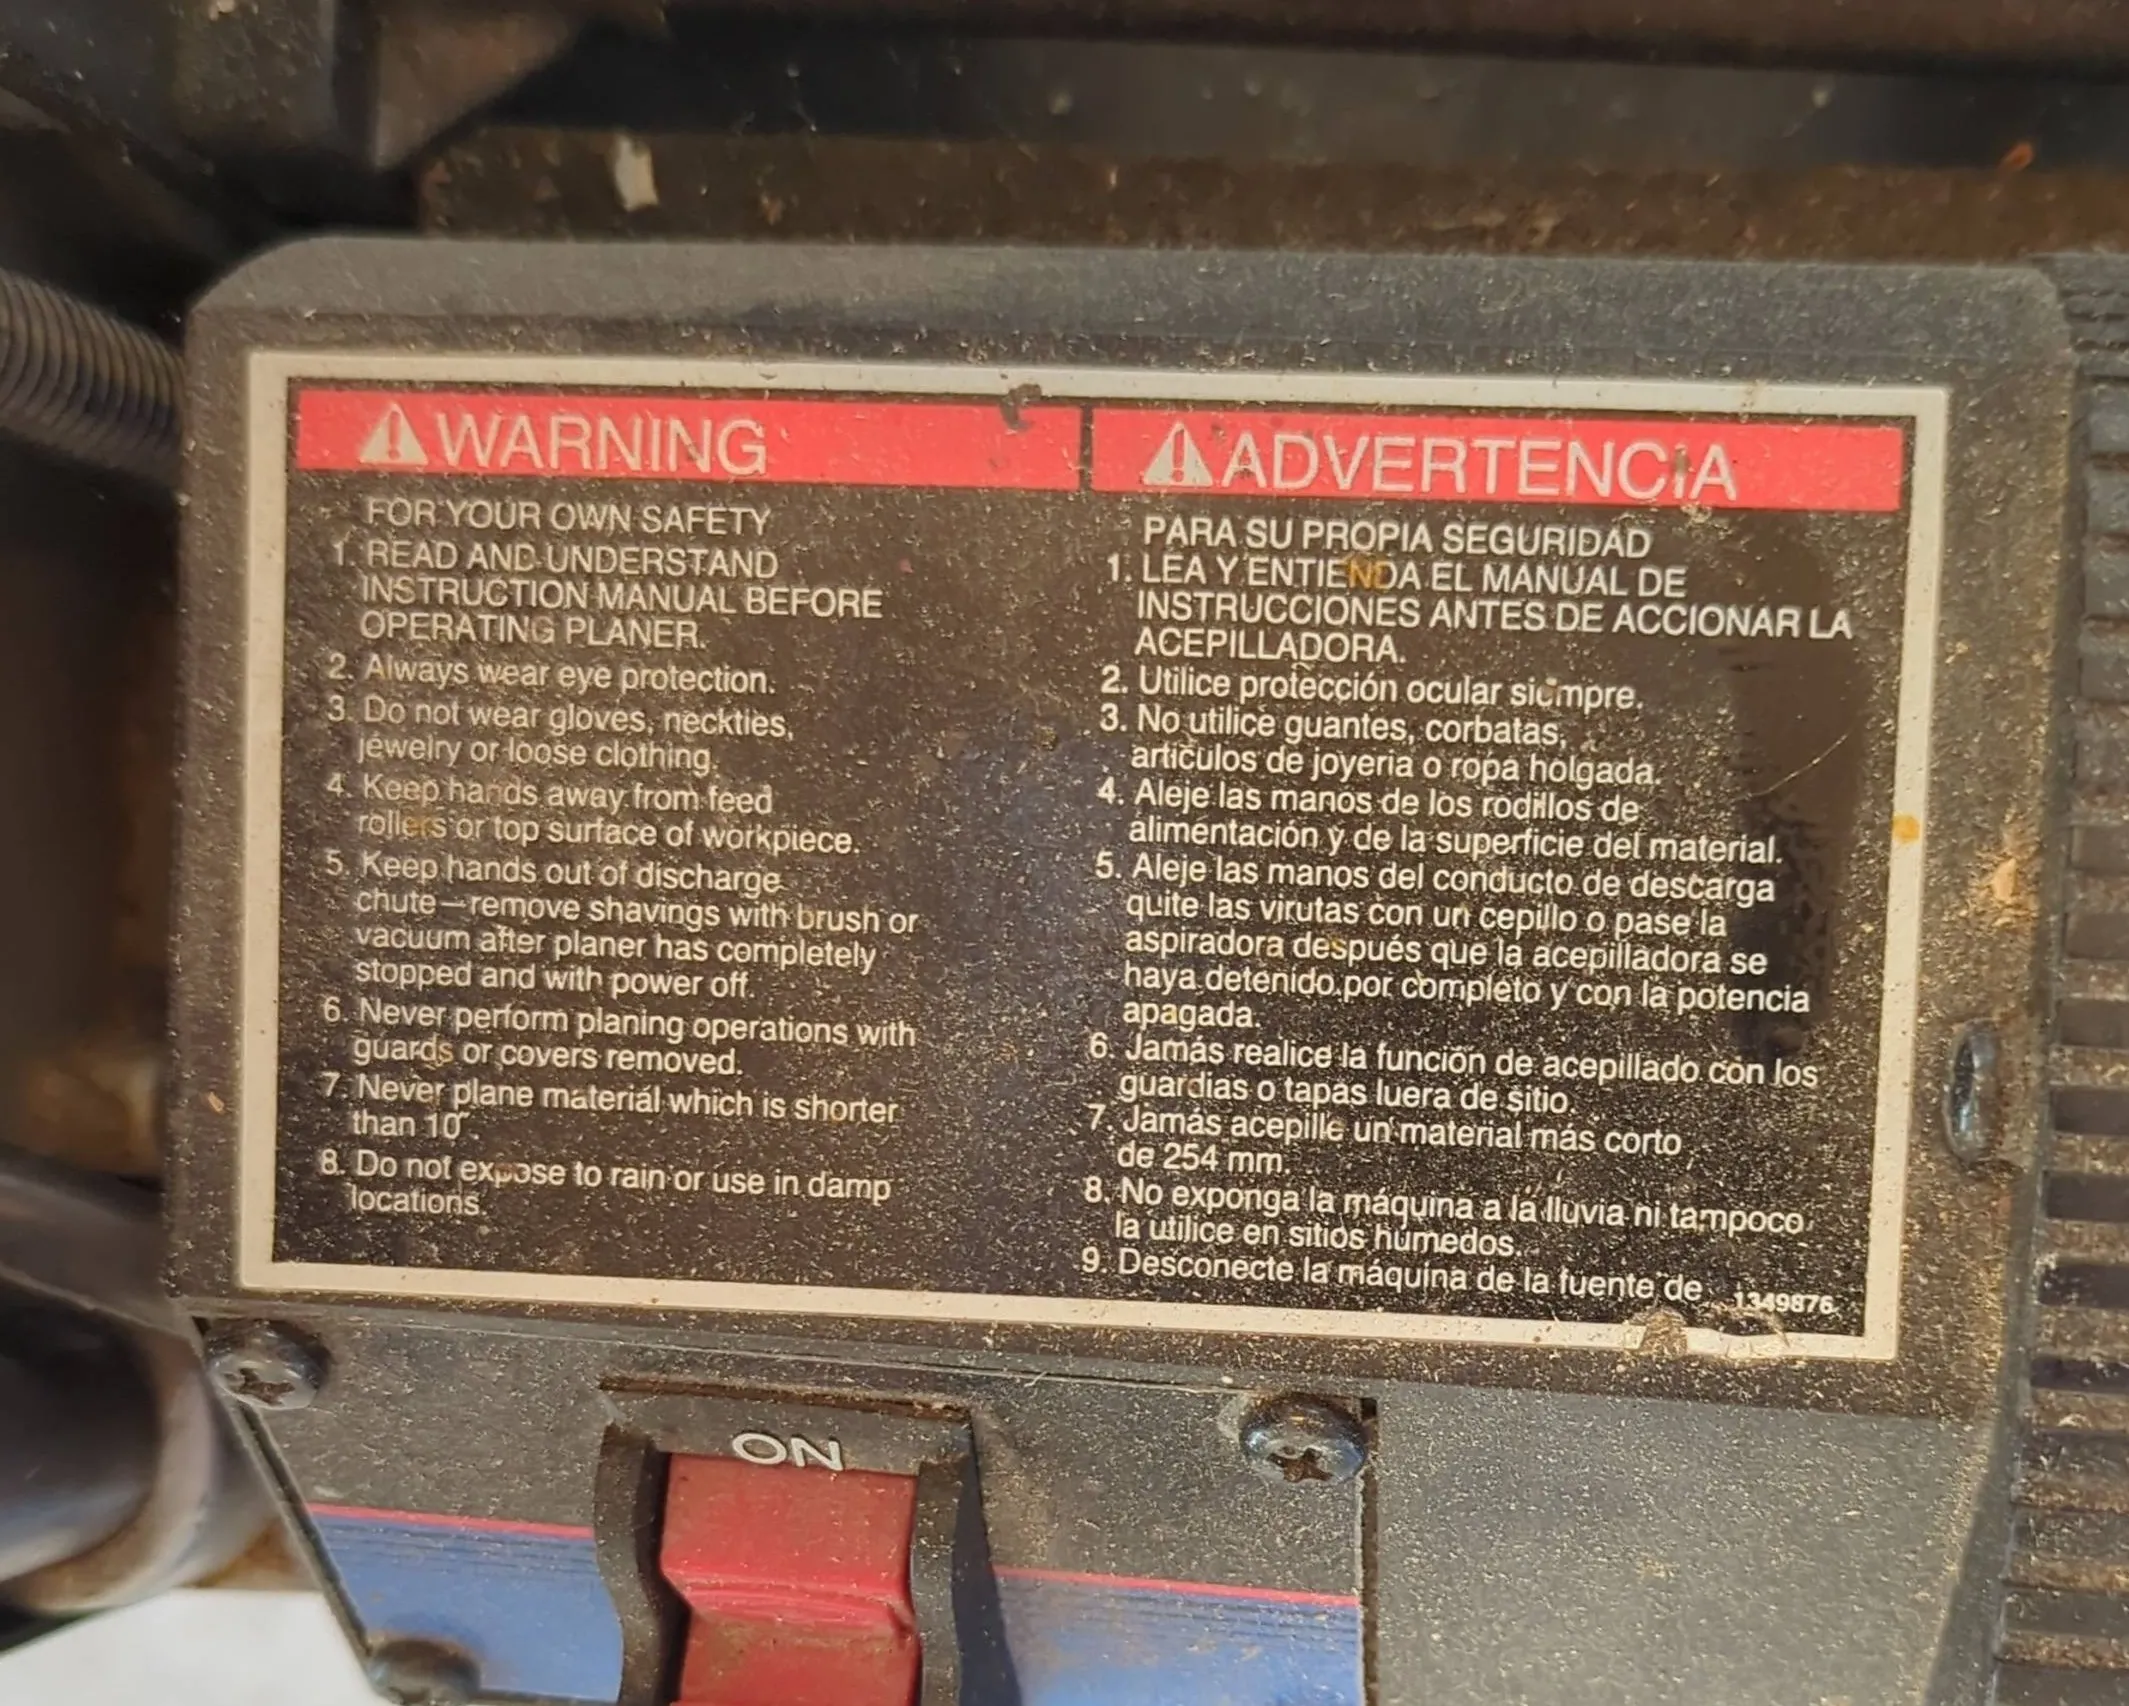 WARNING
FOR YOUR OWN SAFETY
1. READ AND UNDERSTAND
INSTRUCTION MANUAL BEFORE
OPERATING PLANER.
2. Always wear eye protection.
3. Do not wear gloves, neckties,
jewelry or loose clothing.
4. Keep hands away from feed
rollers or top surface of workpiece.
5. Keep hands out of discharge
chute—remove shavings with brush or
vacuum after planer has completely
stopped and with power off.
6. Never perform planing operations with
guards or covers removed.
7. Never plane material which is shorter
than 10".
8. Do not expose to rain or use in damp
locations.
ADVERTENCIA
PARA SU PROPIA SEGURIDAD
1. LEA Y ENTIENDA EL MANUAL DE
INSTRUCCIONES ANTES DE ACCIONAR LA
ACEPILLADORA.
2. Utilice protección ocular siempre.
3. No utilice guantes, corbatas,
artículos de joyería o ropa holgada.
4. Aleje las manos de los rodillos de
alimentación y de la superficie del material.
5. Aleje las manos del conducto de descarga
quite las virutas con un cepillo o pase la
aspiradora después que la acepilladora se
haya detenido por completo y con la potencia
apagada.
6. Jamás realice la función de acepillado con los
guardias o tapas luera de sitio.
7. Jamás acepille un material más corto
de 254 mm.
8. No exponga la máquina a la lluvia ni tampoco
la utilice en sitios húmedos.
9. Desconecte la máquina de la fuente de
1349876
ON